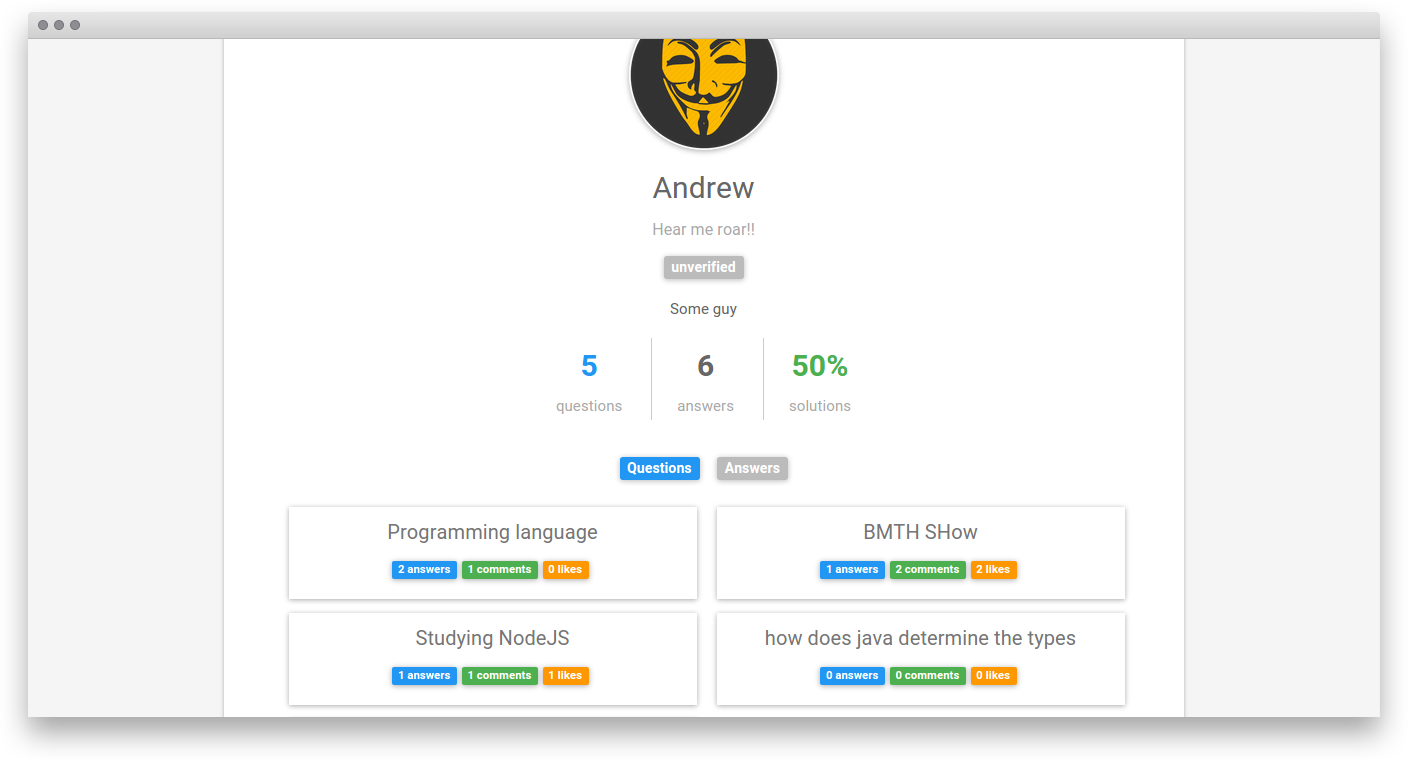 Andrew
Hear me roar!!
unverified
Some guy
5 6 50%
questions answers solutions
Questions Answers
Programming language
2 answers 1 comments 0 likes
BMTH SHow
1 answers 2 comments 2 likes
Studying NodeJS
1 answers 1 comments 1 likes
how does java determine the types
0 answers 0 comments 0 likes